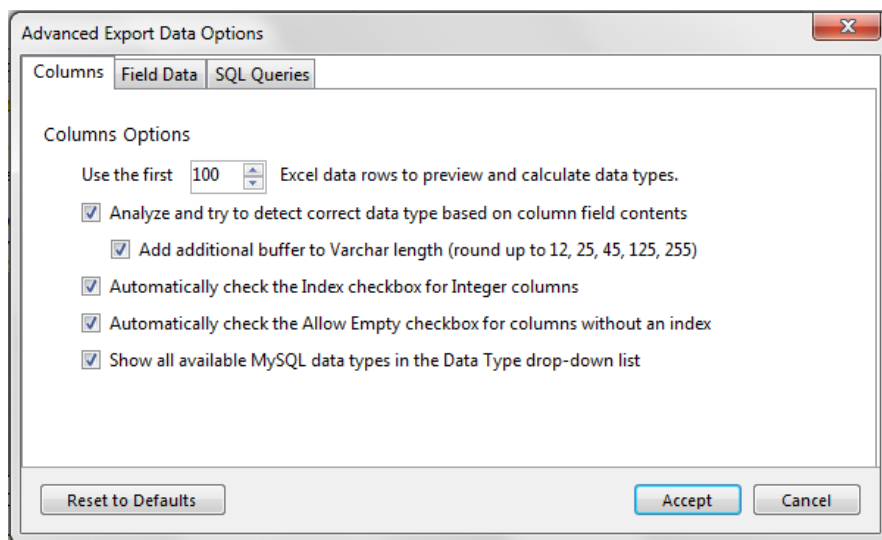 Advanced Export Data Options
Columns Field Data SQL Queries
Columns Options
Use the first 100 Excel data rows to preview and calculate data types.
Analyze and try to detect correct data type based on column field contents
Add additional buffer to Varchar length (round up to 12, 25, 45, 125, 255)
Automatically check the Index checkbox for Integer columns
Automatically check the Allow Empty checkbox for columns without an index
Show all available MySQL data types in the Data Type drop-down list
Reset to Defaults Accept Cancel